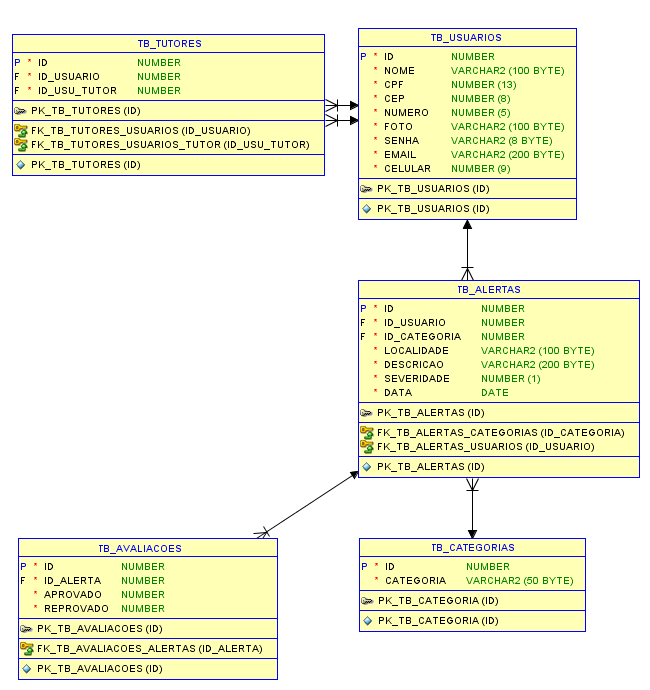 TB_TUTORES
P * ID NUMBER
F * ID_USUARIO NUMBER
F * ID_USU_TUTOR NUMBER
PK_TB_TUTORES (ID)
FK_TB_TUTORES_USUARIOS (ID_USUARIO)
FK_TB_TUTORES_USUARIOS_TUTOR (ID_USU_TUTOR)
PK_TB_TUTORES (ID)
TB_USUARIOS
P * ID NUMBER
* NOME VARCHAR2 (100 BYTE)
* CPF NUMBER (13)
* CEP NUMBER (8)
* NUMERO NUMBER (5)
* FOTO VARCHAR2 (100 BYTE)
* SENHA VARCHAR2 (8 BYTE)
* EMAIL VARCHAR2 (200 BYTE)
* CELULAR NUMBER (9)
PK_TB_USUARIOS (ID)
PK_TB_USUARIOS (ID)
TB_ALERTAS
P * ID NUMBER
F * ID_USUARIO NUMBER
F * ID_CATEGORIA NUMBER
* LOCALIDADE VARCHAR2 (100 BYTE)
* DESCRICAO VARCHAR2 (200 BYTE)
* SEVERIDADE NUMBER (1)
* DATA DATE
PK_TB_ALERTAS (ID)
FK_TB_ALERTAS_CATEGORIAS (ID_CATEGORIA)
FK_TB_ALERTAS_USUARIOS (ID_USUARIO)
PK_TB_ALERTAS (ID)
TB_AVALIACOES
P * ID NUMBER
F * ID_ALERTA NUMBER
* APROVADO NUMBER
* REPROVADO NUMBER
PK_TB_AVALIACOES (ID)
FK_TB_AVALIACOES_ALERTAS (ID_ALERTA)
PK_TB_AVALIACOES (ID)
TB_CATEGORIAS
P * ID NUMBER
* CATEGORIA VARCHAR2 (50 BYTE)
PK_TB_CATEGORIA (ID)
PK_TB_CATEGORIA (ID)